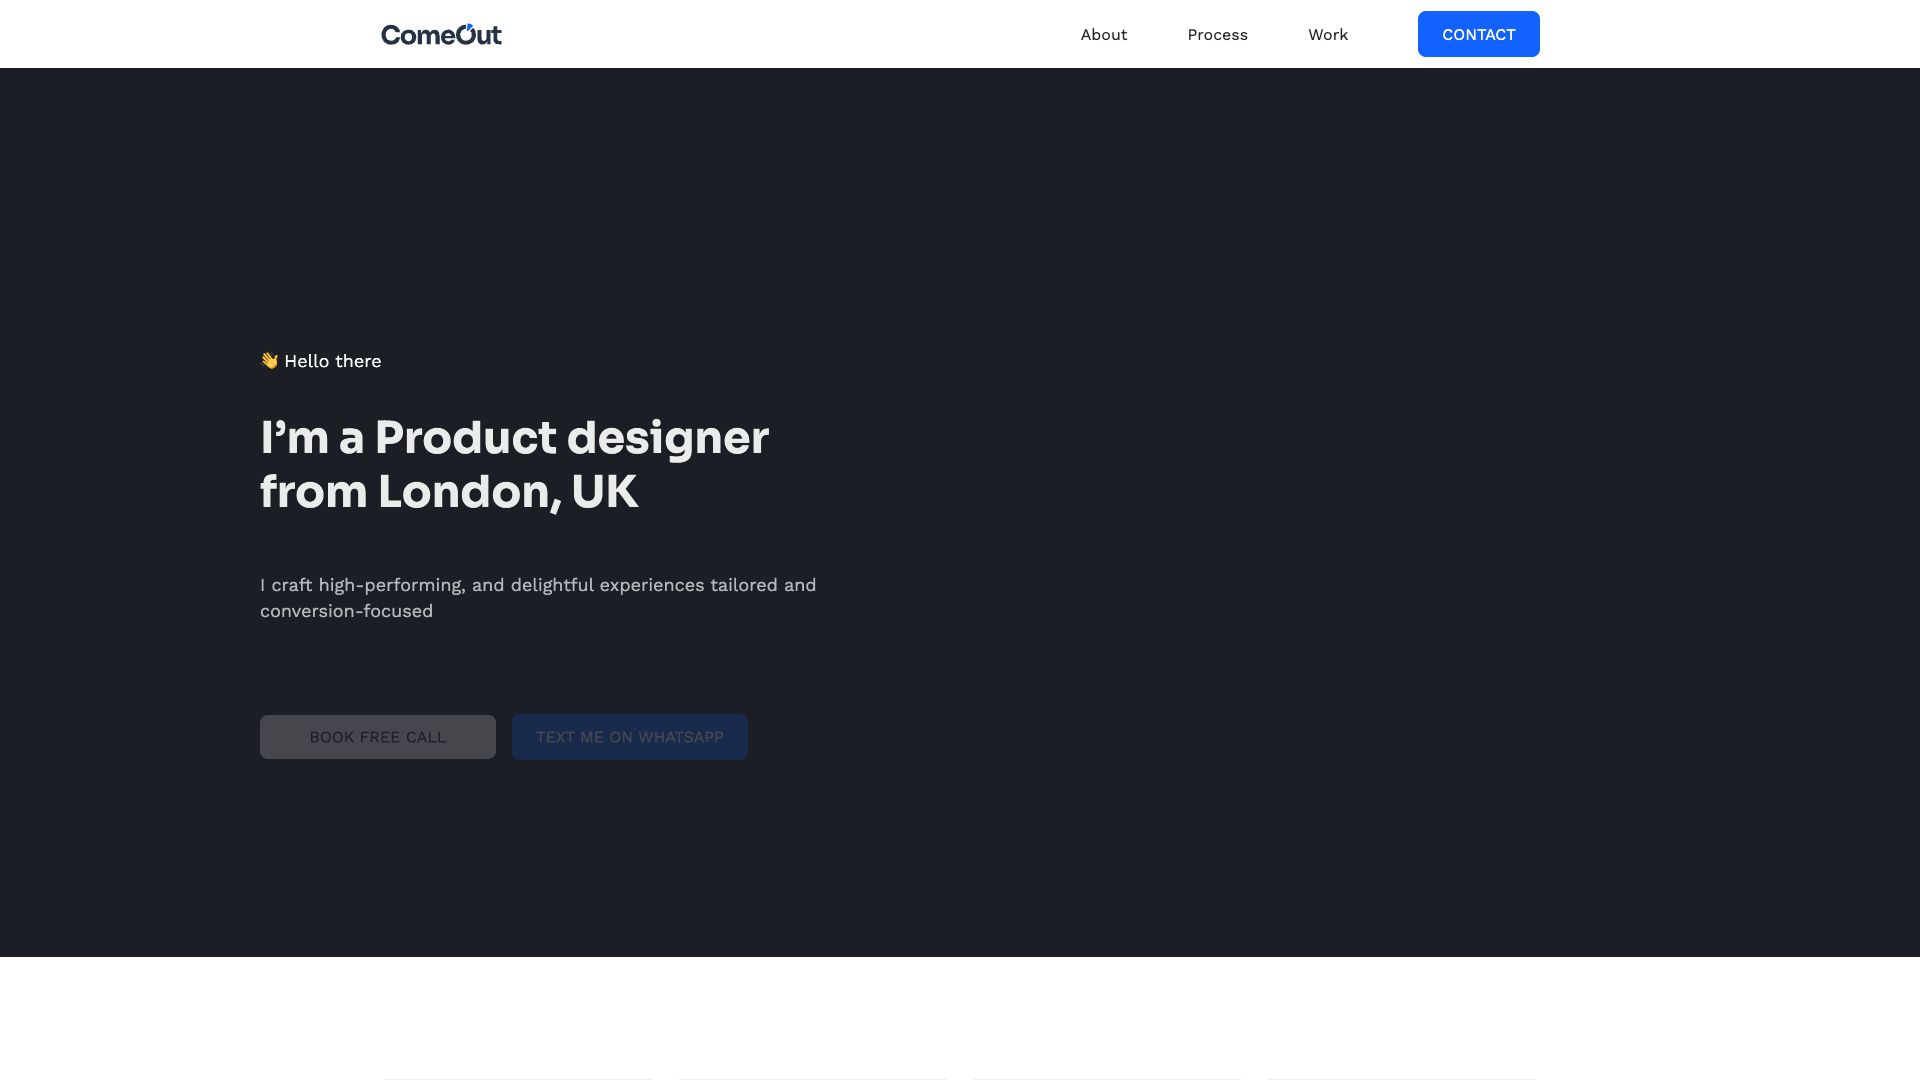 ComeOut
About
Process
Work
CONTACT
👋 Hello there
I’m a Product designer
from London, UK
I craft high-performing, and delightful experiences tailored and
conversion-focused
BOOK FREE CALL
TEXT ME ON WHATSAPP